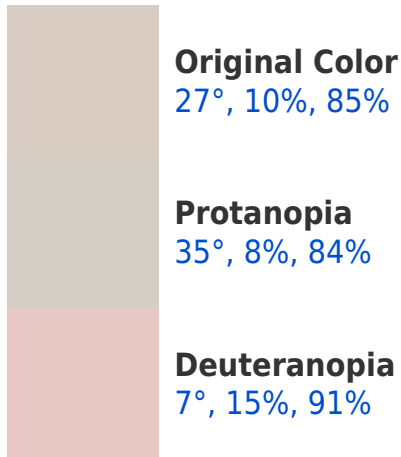 Original Color
27°, 10%, 85%
Protanopia
35°, 8%, 84%
Deuteranopia
7°, 15%, 91%